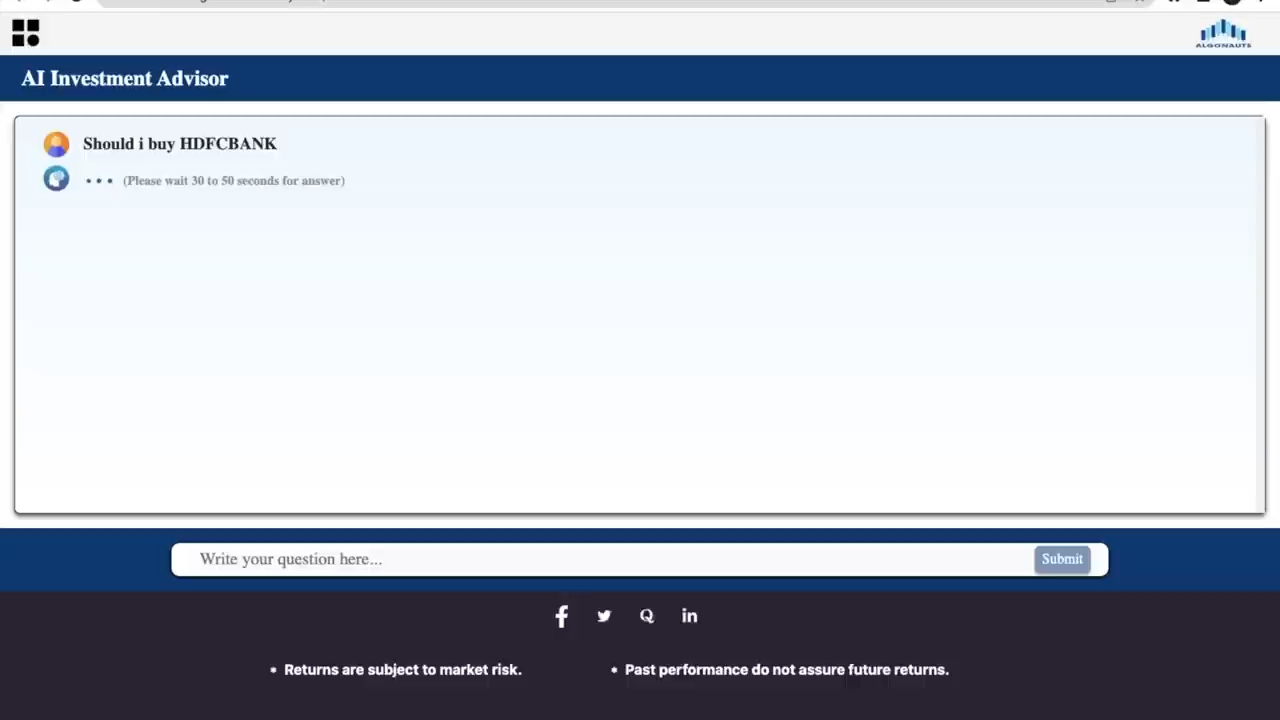 ALGONAUTS
AI Investment Advisor
Should i buy HDFCBANK
• • • (Please wait 30 to 50 seconds for answer)
Write your question here...
Submit
* Returns are subject to market risk.
* Past performance do not assure future returns.